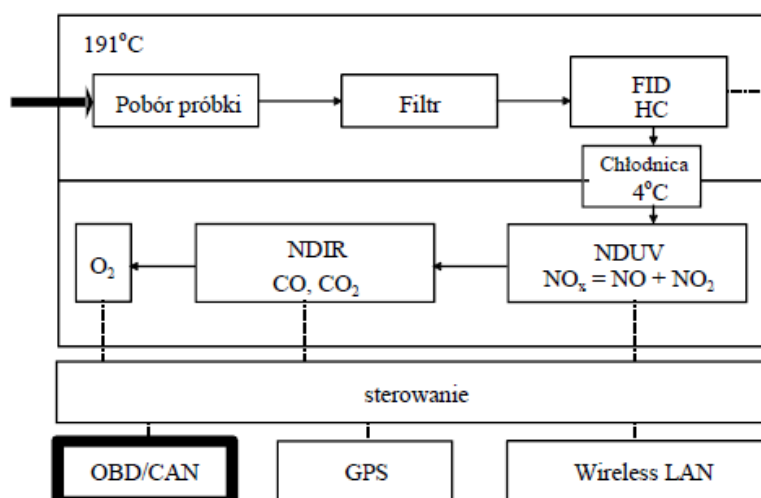 191°C
Pobór próbki
Filtr
FID
HC
Chłodnica
4°C
NDUV
NOₓ = NO + NO₂
NDIR
CO, CO₂
O₂
sterowanie
OBD/CAN
GPS
Wireless LAN